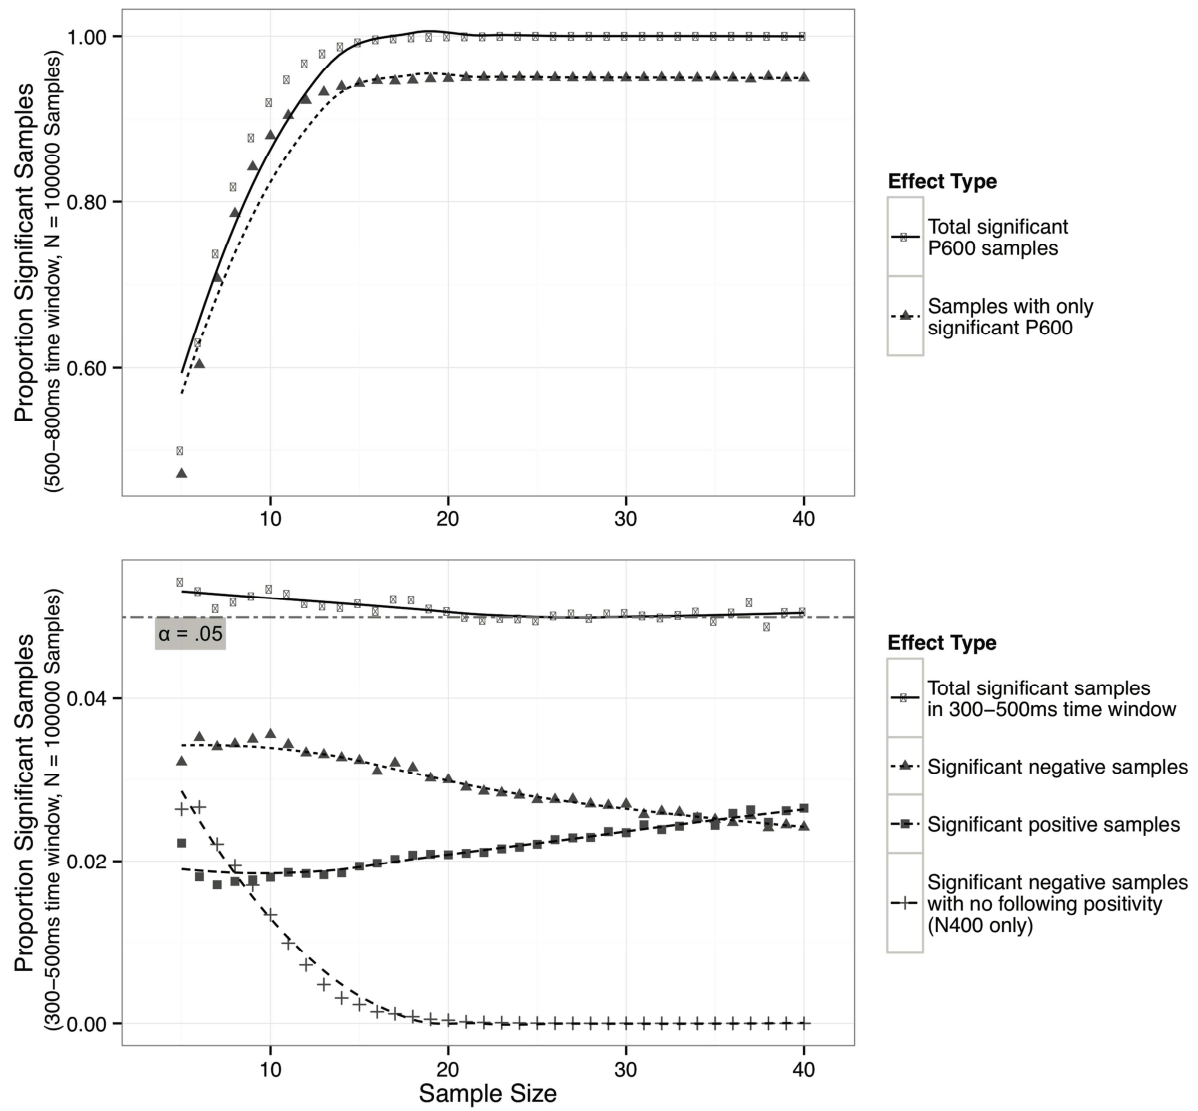 Proportion Significant Samples
(500−800ms time window, N = 100000 Samples)
1.00
0.80
0.60
10
20
30
40
Effect Type
Total significant
P600 samples
Samples with only
significant P600
Proportion Significant Samples
(300−500ms time window, N = 100000 Samples)
α = .05
0.04
0.02
0.00
10
20
30
40
Sample Size
Effect Type
Total significant samples
in 300−500ms time window
Significant negative samples
Significant positive samples
Significant negative samples
with no following positivity
(N400 only)